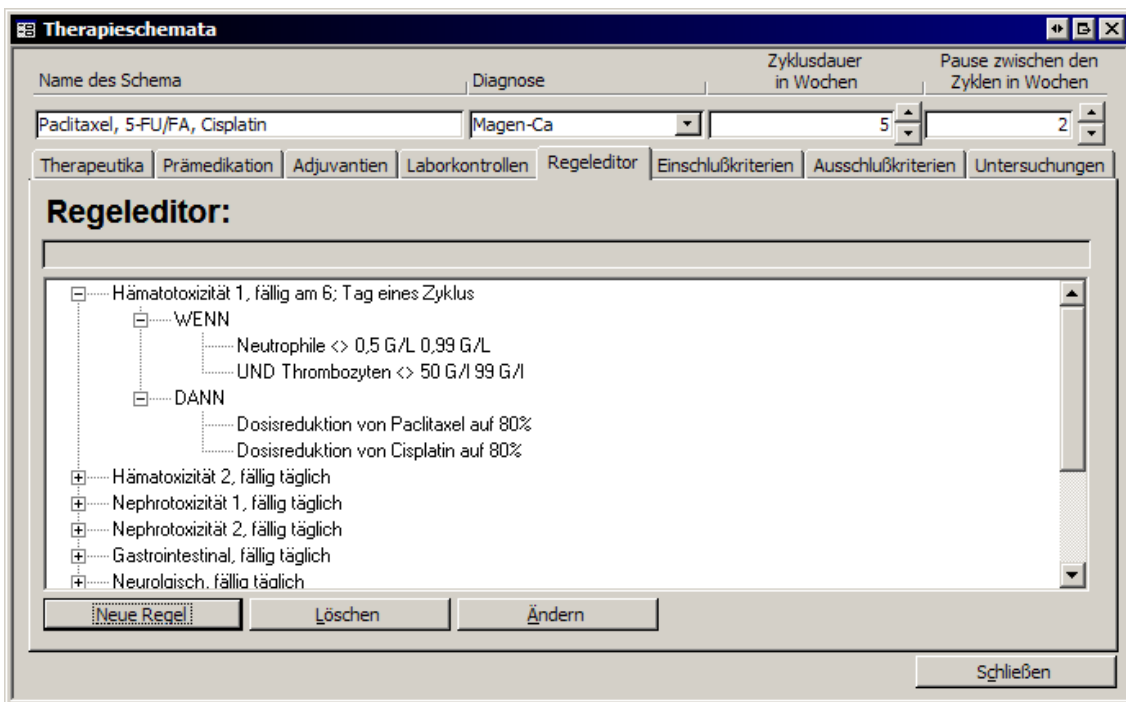 Therapieschemata
Name des Schema
Diagnose
Zyklusdauer
in Wochen
Pause zwischen den
Zyklen in Wochen
Paclitaxel, 5-FU/FA, Cisplatin
Magen-Ca
5
2
Therapeutika
Prämedikation
Adjuvantien
Laborkontrollen
Regeleditor
Einschlußkriterien
Ausschlußkriterien
Untersuchungen
Regeleditor:
Hämatotoxizität 1, fällig am 6; Tag eines Zyklus
WENN
Neutrophile <> 0,5 G/L 0,99 G/L
UND Thrombozyten <> 50 G/l 99 G/l
DANN
Dosisreduktion von Paclitaxel auf 80%
Dosisreduktion von Cisplatin auf 80%
Hämatoxizität 2, fällig täglich
Nephrotoxizität 1, fällig täglich
Nephrotoxizität 2, fällig täglich
Gastrointestinal, fällig täglich
Neurolgisch, fällig täglich
Neue Regel
Löschen
Ändern
Schließen